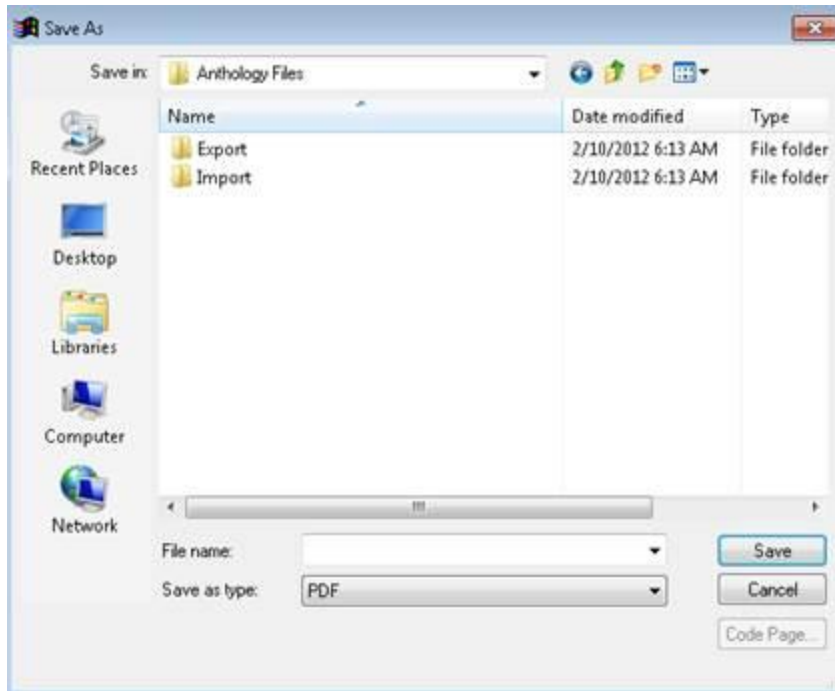 Save As
Save in: Anthology Files
Name Date modified Type
Export 2/10/2012 6:13 AM File folder
Import 2/10/2012 6:13 AM File folder
Recent Places
Desktop
Libraries
Computer
Network
File name: Save
Save as type: PDF Cancel
Code Page...